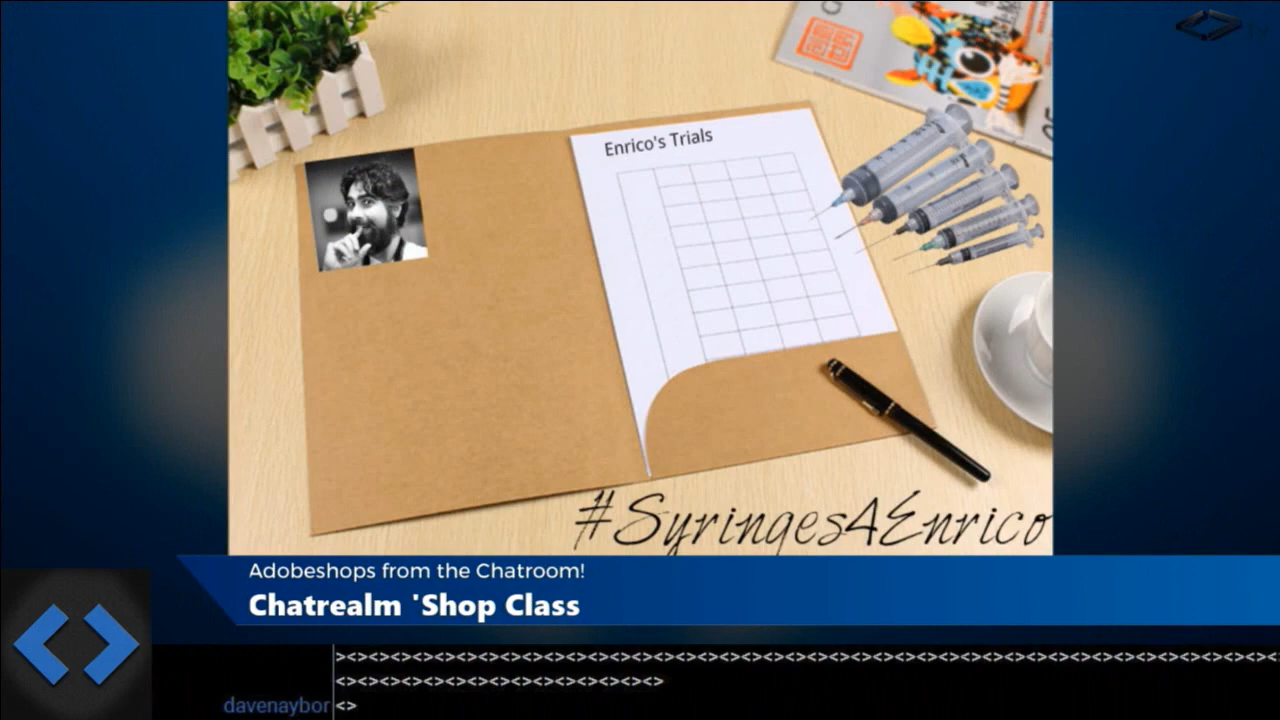 Enrico's Trials
#Syringes4Enrico
Adobeshops from the Chatroom!
Chatrealm 'Shop Class
><><><><><><><><><><><><><><><><><><><><><><><><><><><><><><><><><><><><><><><><><><><
<><><><><><><><><><><><><><><>
davenaybor <>